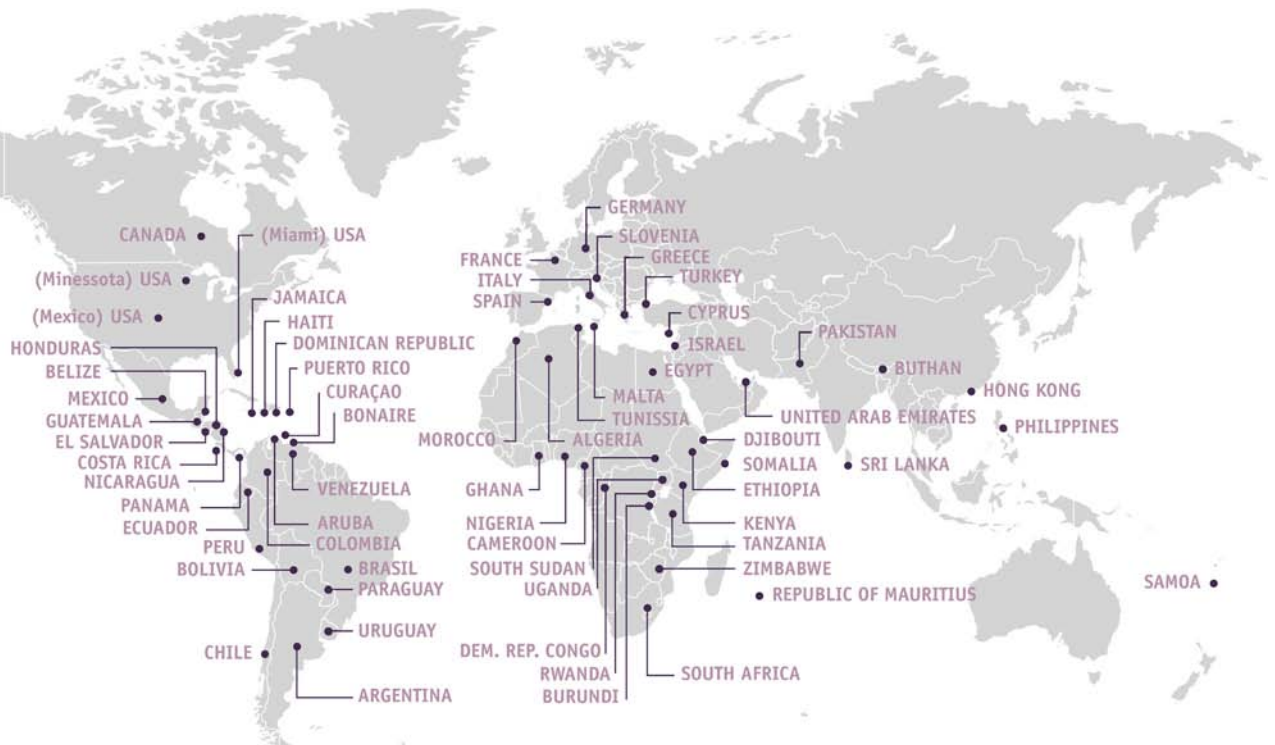 CANADA
(Miami) USA
(Minessota) USA
(Mexico) USA
JAMAICA
HAITI
HONDURAS
DOMINICAN REPUBLIC
BELIZE
PUERTO RICO
CURAÇAO
MEXICO
BONAIRE
GUATEMALA
EL SALVADOR
COSTA RICA
NICARAGUA
VENEZUELA
PANAMA
ECUADOR
ARUBA
PERU
COLOMBIA
BOLIVIA
BRASIL
PARAGUAY
URUGUAY
CHILE
ARGENTINA
GERMANY
SLOVENIA
FRANCE
GREECE
ITALY
TURKEY
SPAIN
CYPRUS
ISRAEL
EGYPT
MALTA
TUNISSIA
MOROCCO
ALGERIA
GHANA
NIGERIA
CAMEROON
SOUTH SUDAN
UGANDA
DEM. REP. CONGO
RWANDA
BURUNDI
SOUTH AFRICA
PAKISTAN
BUTHAN
HONG KONG
UNITED ARAB EMIRATES
PHILIPPINES
DJIBOUTI
SOMALIA
SRI LANKA
ETHIOPIA
KENYA
TANZANIA
ZIMBABWE
REPUBLIC OF MAURITIUS
SAMOA